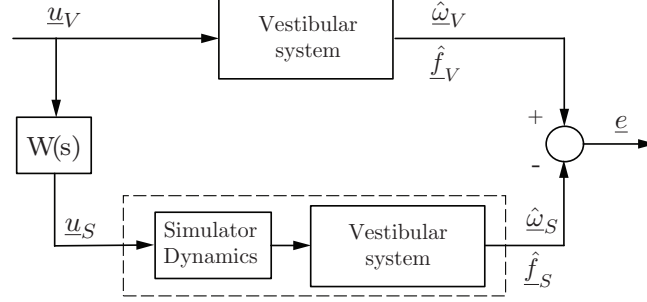 u_V
Vestibular
system
ω̂_V
f̂_V
+
W(s)
e
-
u_S
Simulator
Dynamics
Vestibular
system
ω̂_S
f̂_S